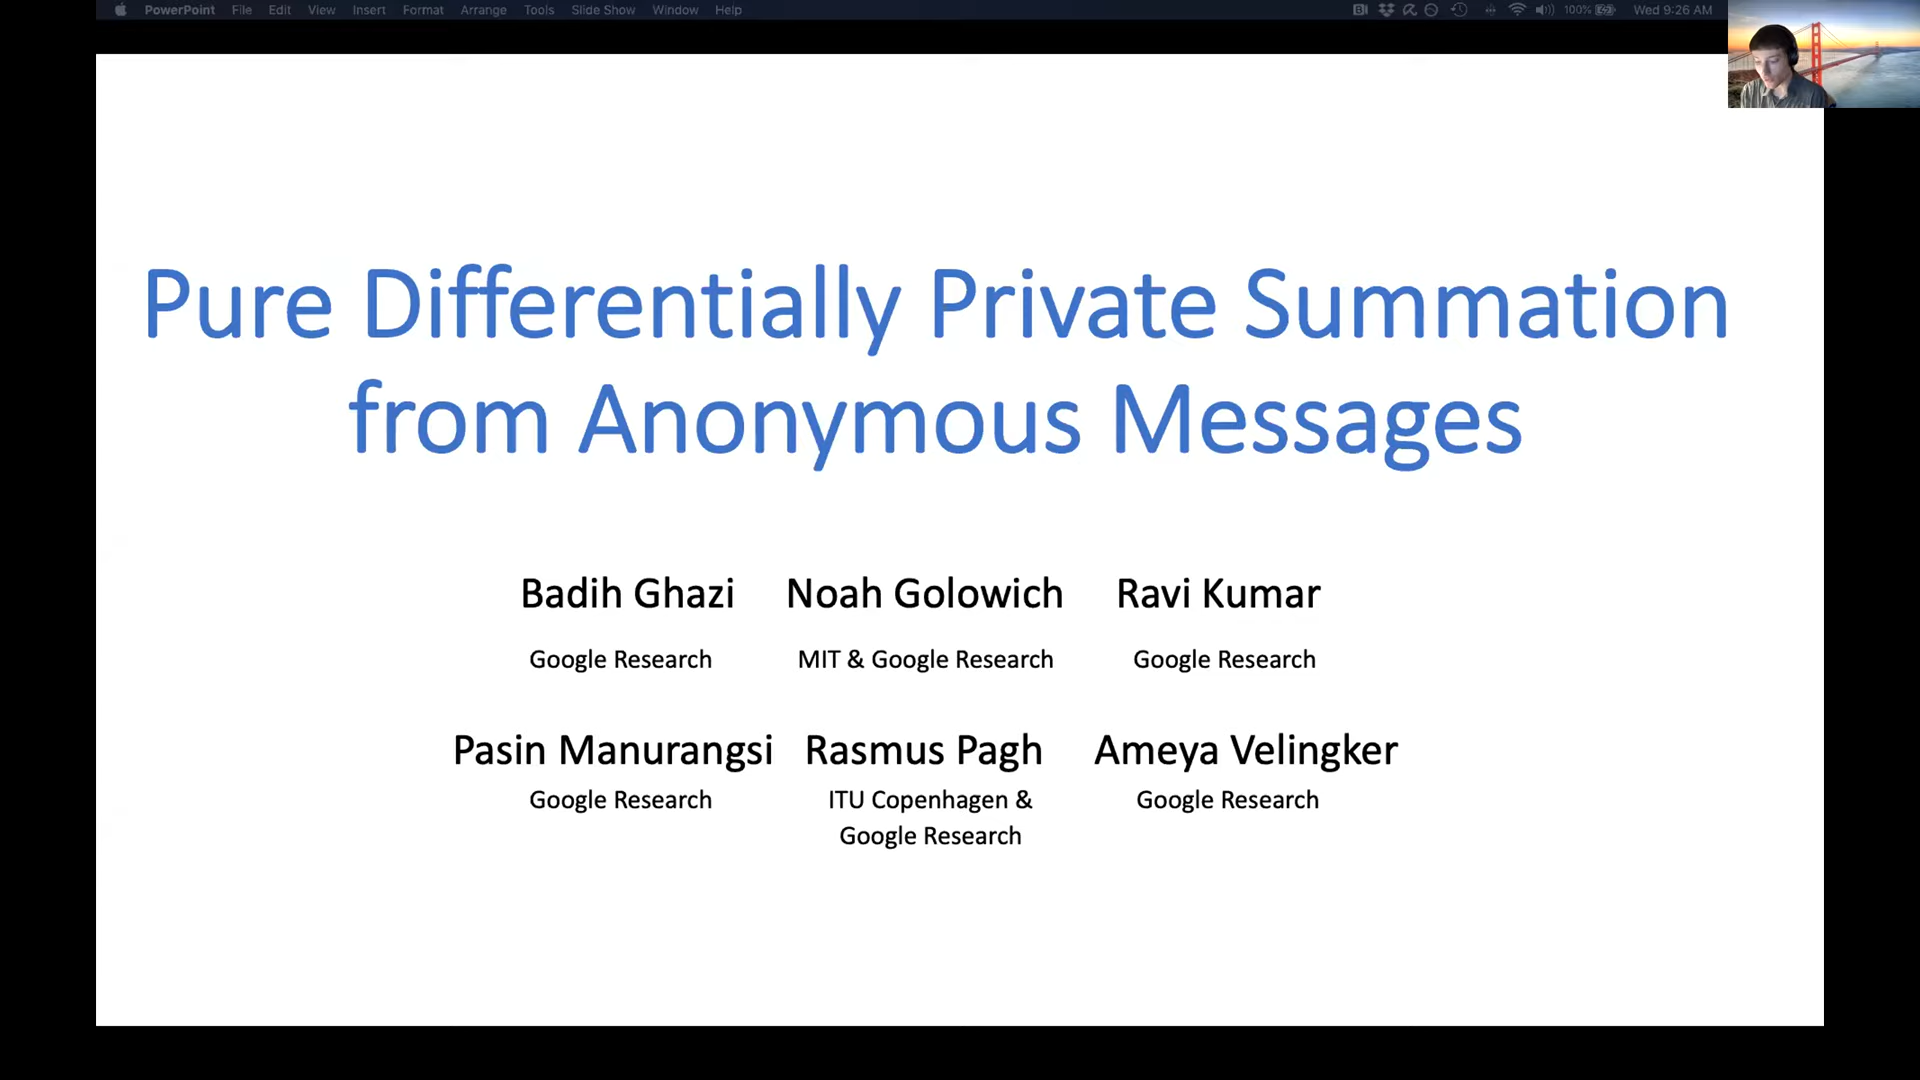 PowerPoint File Edit View Insert Format Arrange Tools Slide Show Window Help 100% Wed 9:26 AM
Pure Differentially Private Summation
from Anonymous Messages
Badih Ghazi Noah Golowich Ravi Kumar
Google Research MIT & Google Research Google Research
Pasin Manurangsi Rasmus Pagh Ameya Velingker
Google Research ITU Copenhagen & Google Research
Google Research